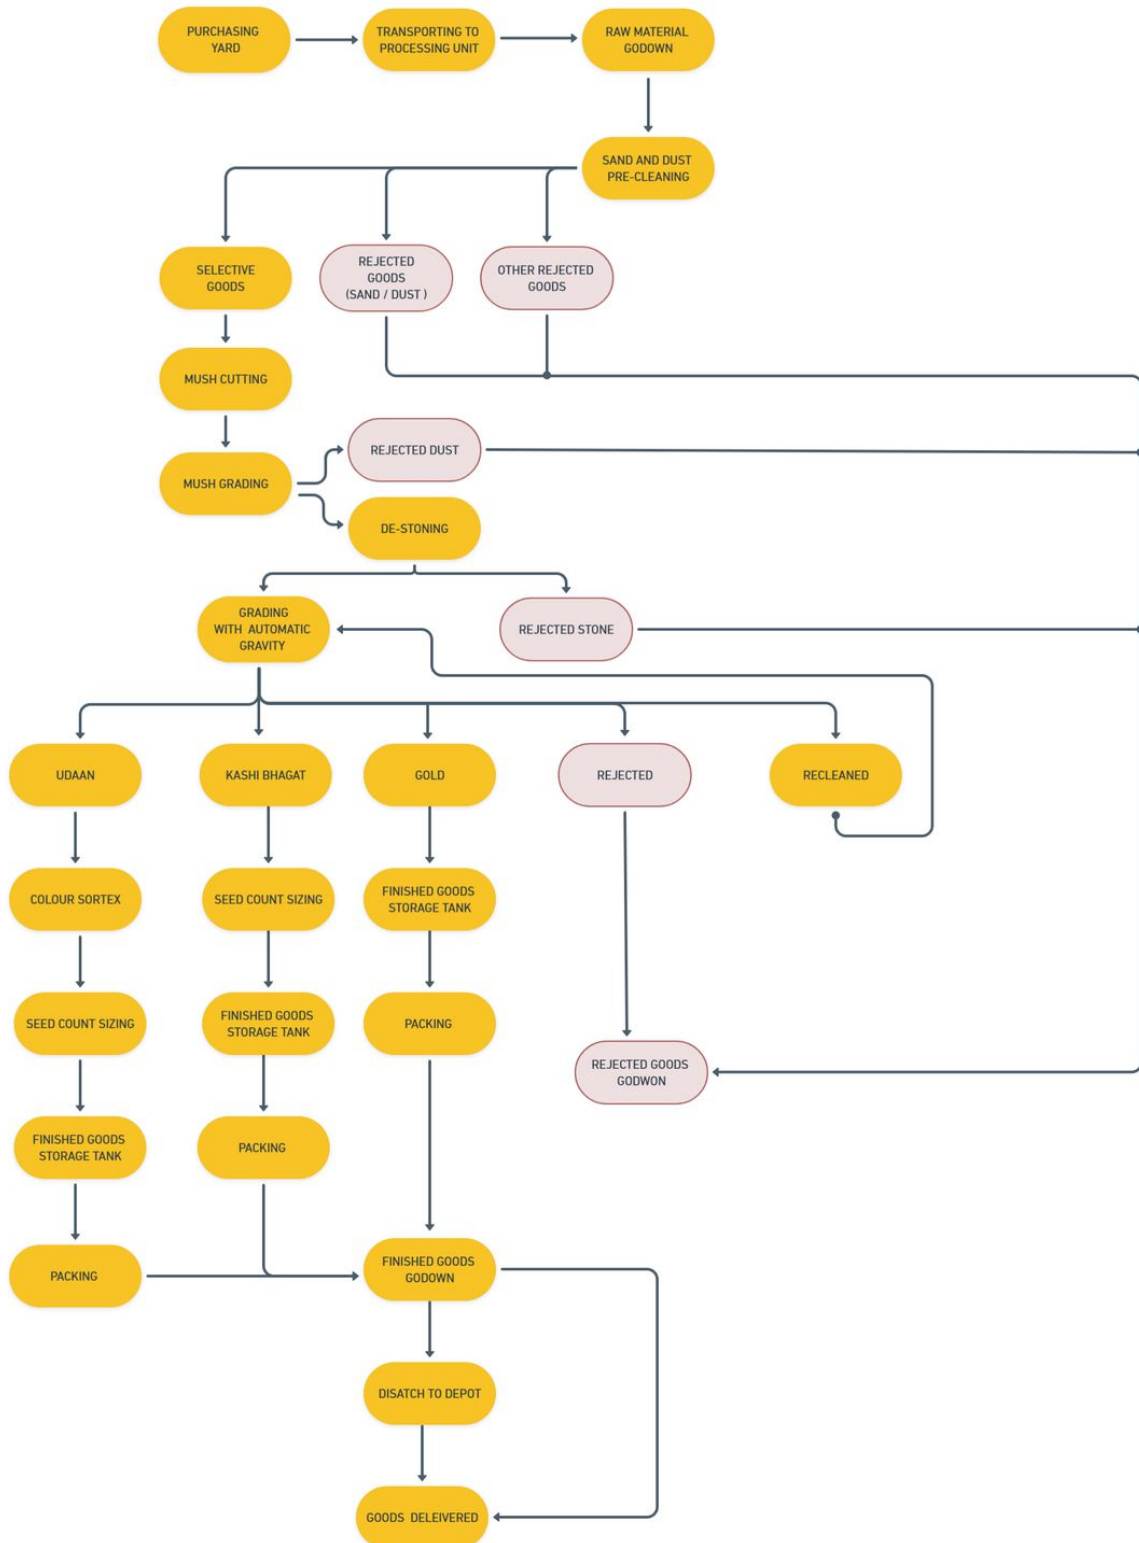 PURCHASING
YARD
TRANSPORTING TO
PROCESSING UNIT
RAW MATERIAL
GODOWN
SAND AND DUST
PRE-CLEANING
SELECTIVE
GOODS
REJECTED
GOODS
(SAND / DUST )
OTHER REJECTED
GOODS
MUSH CUTTING
MUSH GRADING
REJECTED DUST
DE-STONING
GRADING
WITH AUTOMATIC
GRAVITY
REJECTED STONE
UDAAN
KASHI BHAGAT
GOLD
REJECTED
RECLEANED
COLOUR SORTEX
SEED COUNT SIZING
FINISHED GOODS
STORAGE TANK
SEED COUNT SIZING
FINISHED GOODS
STORAGE TANK
PACKING
REJECTED GOODS
GODWON
FINISHED GOODS
STORAGE TANK
PACKING
PACKING
FINISHED GOODS
GODOWN
DISATCH TO DEPOT
GOODS DELEIVERED